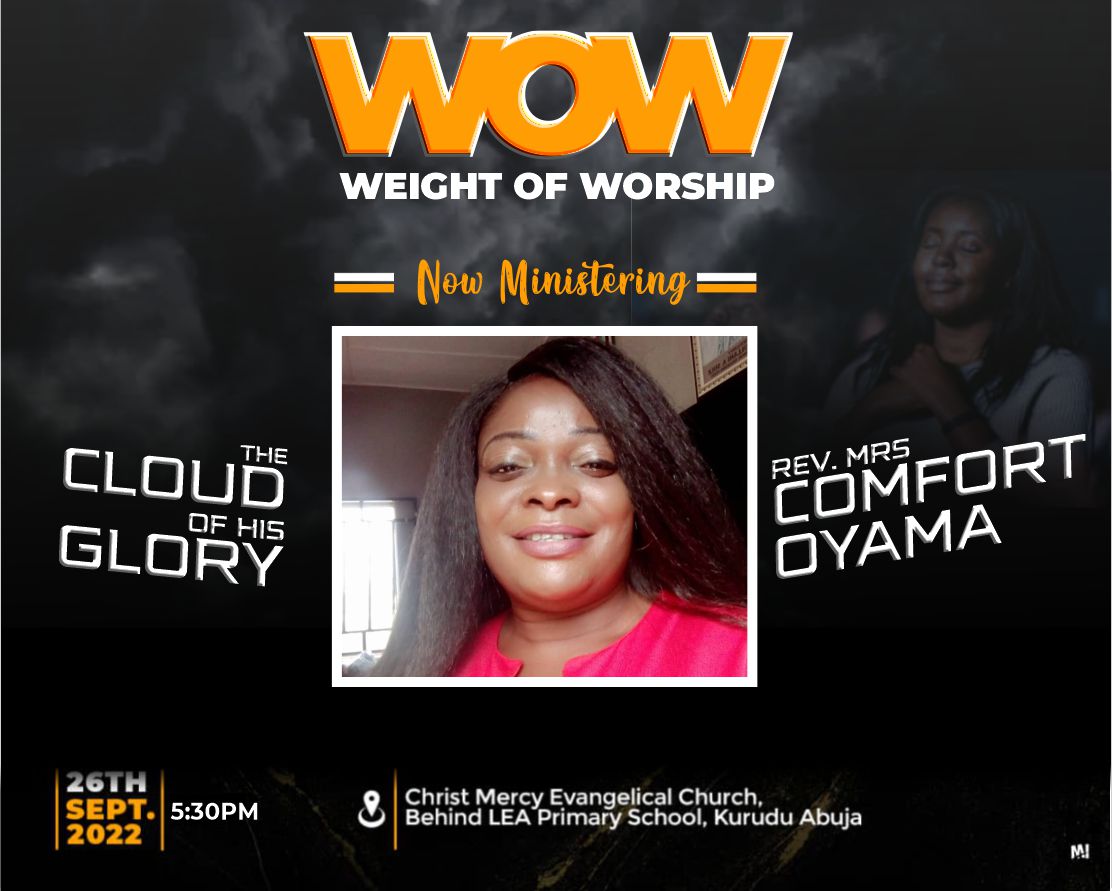 WOW
WEIGHT OF WORSHIP
Now Ministering
THE
CLOUD
OF HIS
GLORY
REV. MRS
COMFORT
OYAMA
26TH
SEPT.
2022
5:30PM
Christ Mercy Evangelical Church,
Behind LEA Primary School, Kurudu Abuja